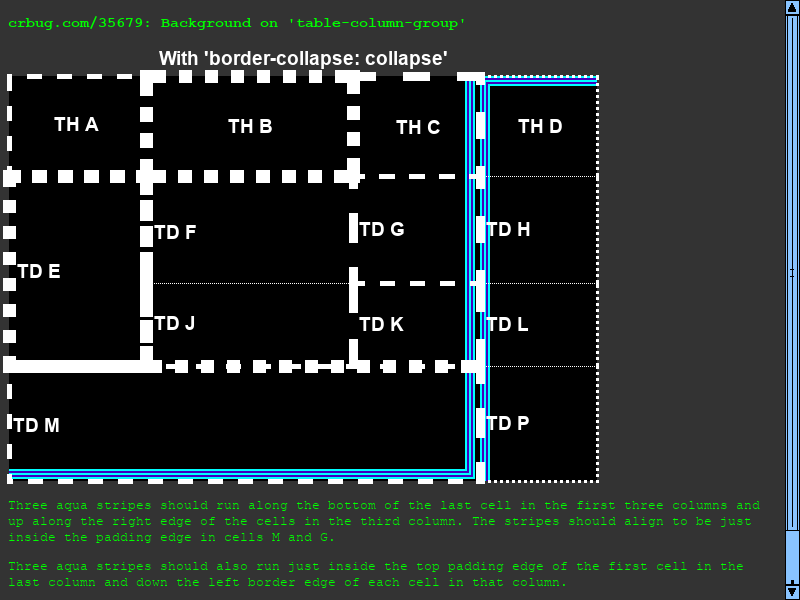 crbug.com/35679: Background on 'table-column-group'
With 'border-collapse: collapse'
TH A
TH B
TH C
TH D
TD E
TD F
TD G
TD H
TD J
TD K
TD L
TD M
TD P
Three aqua stripes should run along the bottom of the last cell in the first three columns and
up along the right edge of the cells in the third column. The stripes should align to be just
inside the padding edge in cells M and G.
Three aqua stripes should also run just inside the top padding edge of the first cell in the
last column and down the left border edge of each cell in that column.